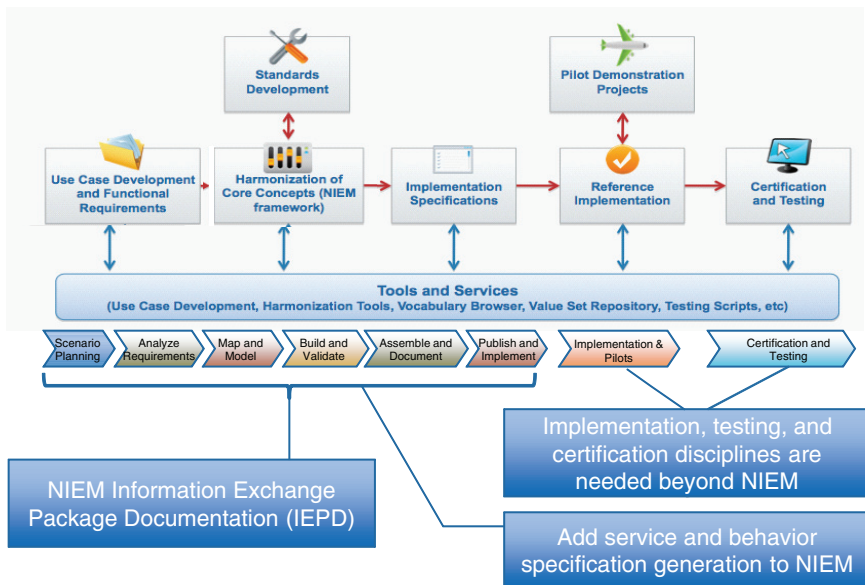 Standards
Development
Pilot Demonstration
Projects
Use Case Development
and Functional
Requirements
Harmonization of
Core Concepts (NIEM
framework)
Implementation
Specifications
Reference
Implementation
Certification
and Testing
Tools and Services
(Use Case Development, Harmonization Tools, Vocabulary Browser, Value Set Repository, Testing Scripts, etc)
Scenario
Planning
Analyze
Requirements
Map and
Model
Build and
Validate
Assemble and
Document
Publish and
Implement
Implementation &
Pilots
Certification and
Testing
Implementation, testing, and
certification disciplines are
needed beyond NIEM
NIEM Information Exchange
Package Documentation (IEPD)
Add service and behavior
specification generation to NIEM